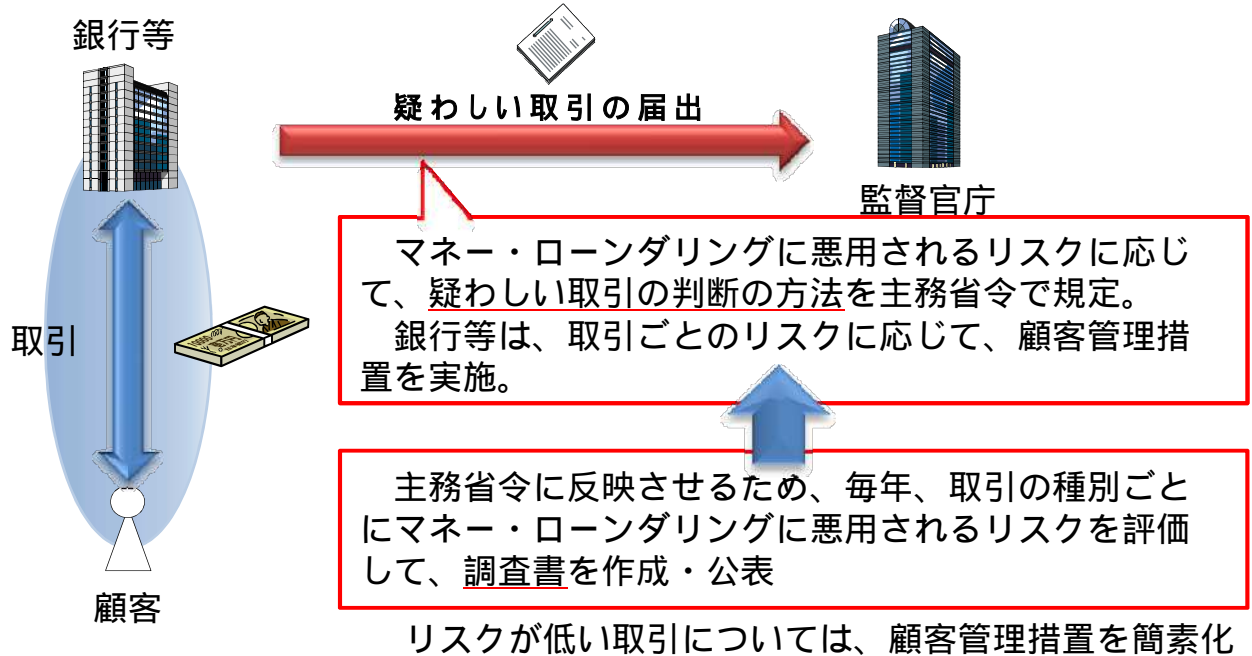 銀行等
疑わしい取引の届出
監督官庁
取引
マネー・ローンダリングに悪用されるリスクに応じ
て、疑わしい取引の判断の方法を主務省令で規定。
銀行等は、取引ごとのリスクに応じて、顧客管理措
置を実施。
主務省令に反映させるため、毎年、取引の種別ごと
にマネー・ローンダリングに悪用されるリスクを評価
して、調査書を作成・公表
顧客
リスクが低い取引については、顧客管理措置を簡素化